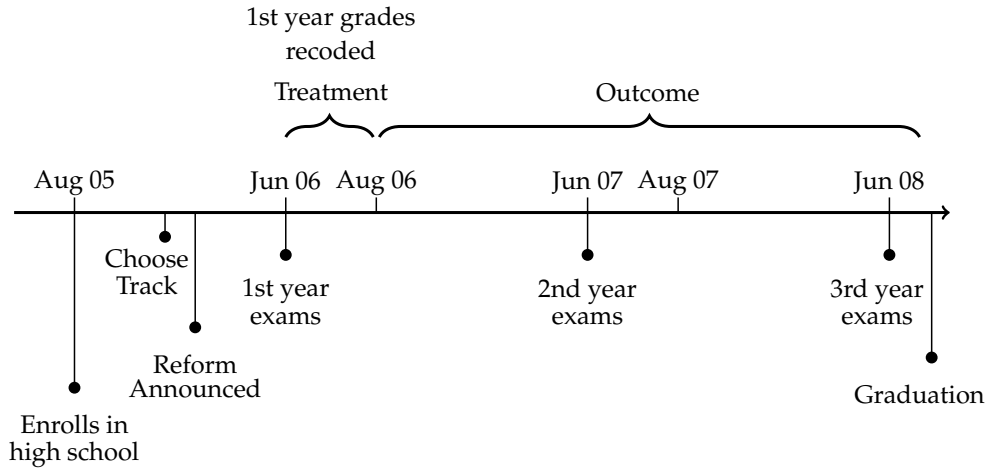 1st year grades
recoded
Treatment
Outcome
Aug 05
Jun 06
Aug 06
Jun 07
Aug 07
Jun 08
Choose
Track
1st year
exams
2nd year
exams
3rd year
exams
Reform
Announced
Graduation
Enrolls in
high school